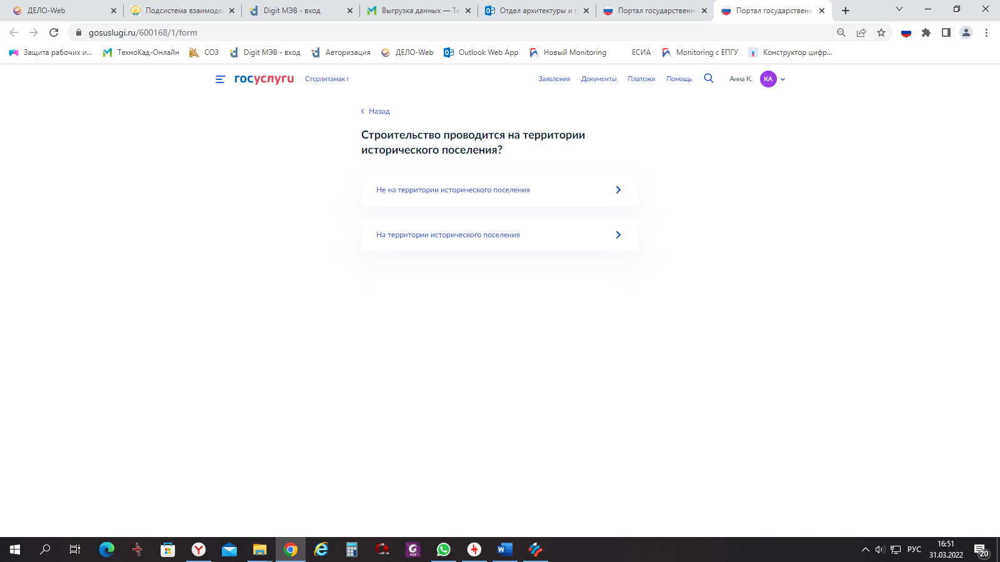 ДЕЛО-Web
Подсистема взаимоде
Digit МЭВ - вход
Выгрузка данных — Те
Отдел архитектуры и г
Портал государственн
Портал государственн
gosuslugi.ru/600168/1/form
Защита рабочих и...
ТехноКад-Онлайн
СОЗ
Digit МЭВ - вход
Авторизация
ДЕЛО-Web
Outlook Web App
Новый Monitoring
ЕСИА
Monitoring с ЕПГУ
Конструктор цифр...
госуслуги
Стерлитамак г
Заявления
Документы
Платежи
Помощь
Анна К.
КА
Назад
Строительство проводится на территории
исторического поселения?
Не на территории исторического поселения
На территории исторического поселения
РУС
16:51
31.03.2022
20